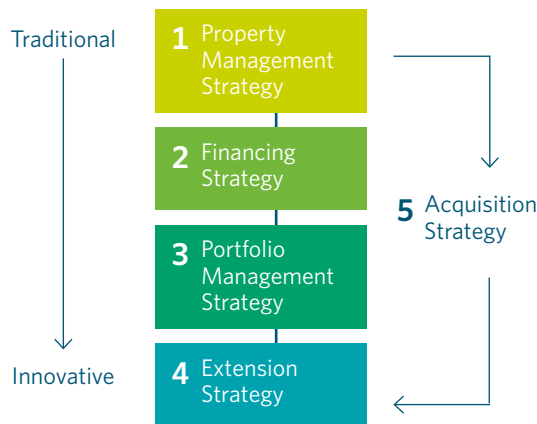 Traditional
1 Property
Management
Strategy
2 Financing
Strategy
3 Portfolio
Management
Strategy
Innovative
4 Extension
Strategy
5 Acquisition
Strategy